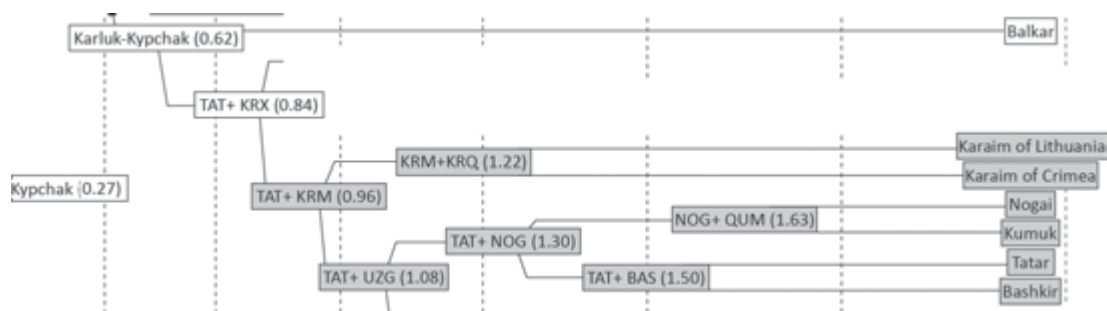 Karluk-Kypchak (0.62)
Balkar
TAT+ KRX (0.84)
Karaim of Lithuania
KRM+KRQ (1.22)
Karaim of Crimea
Kypchak (0.27)
TAT+ KRM (0.96)
Nogai
NOG+ QUM (1.63)
Kumuk
TAT+ NOG (1.30)
Tatar
TAT+ UZG (1.08)
TAT+ BAS (1.50)
Bashkir